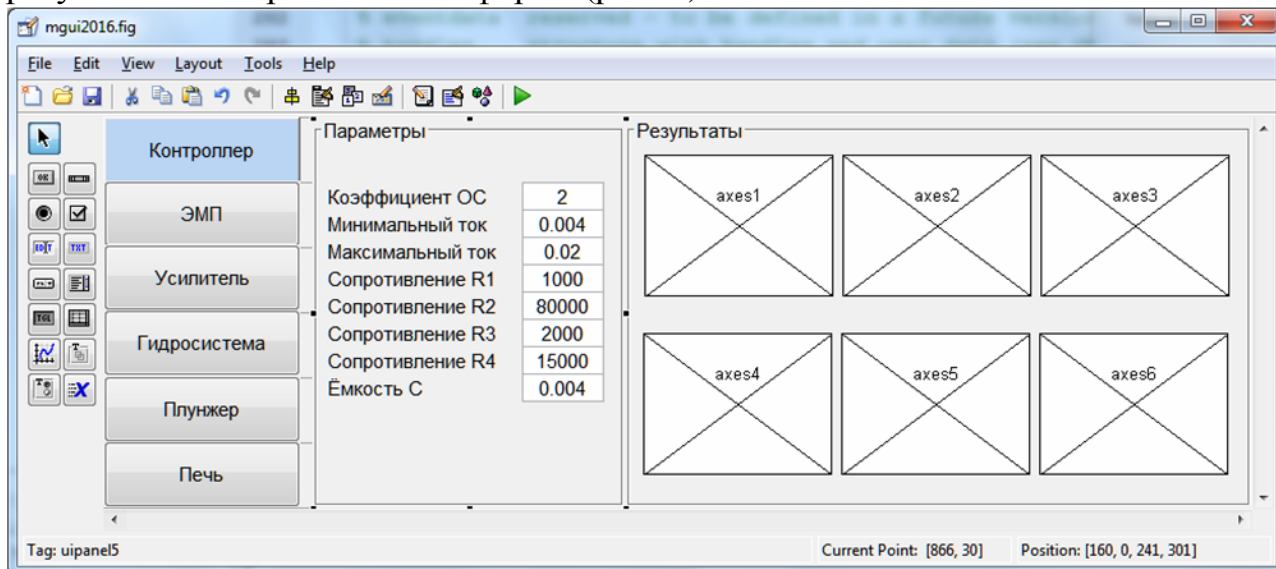 mgui2016.fig
File Edit View Layout Tools Help
Контроллер
ЭМП
Усилитель
Гидросистема
Плунжер
Печь
Параметры
Коэффициент ОС 2
Минимальный ток 0.004
Максимальный ток 0.02
Сопротивление R1 1000
Сопротивление R2 80000
Сопротивление R3 2000
Сопротивление R4 15000
Ёмкость С 0.004
Результаты
axes1 axes2 axes3
axes4 axes5 axes6
Tag: uipanel5 Current Point: [866, 30] Position: [160, 0, 241, 301]